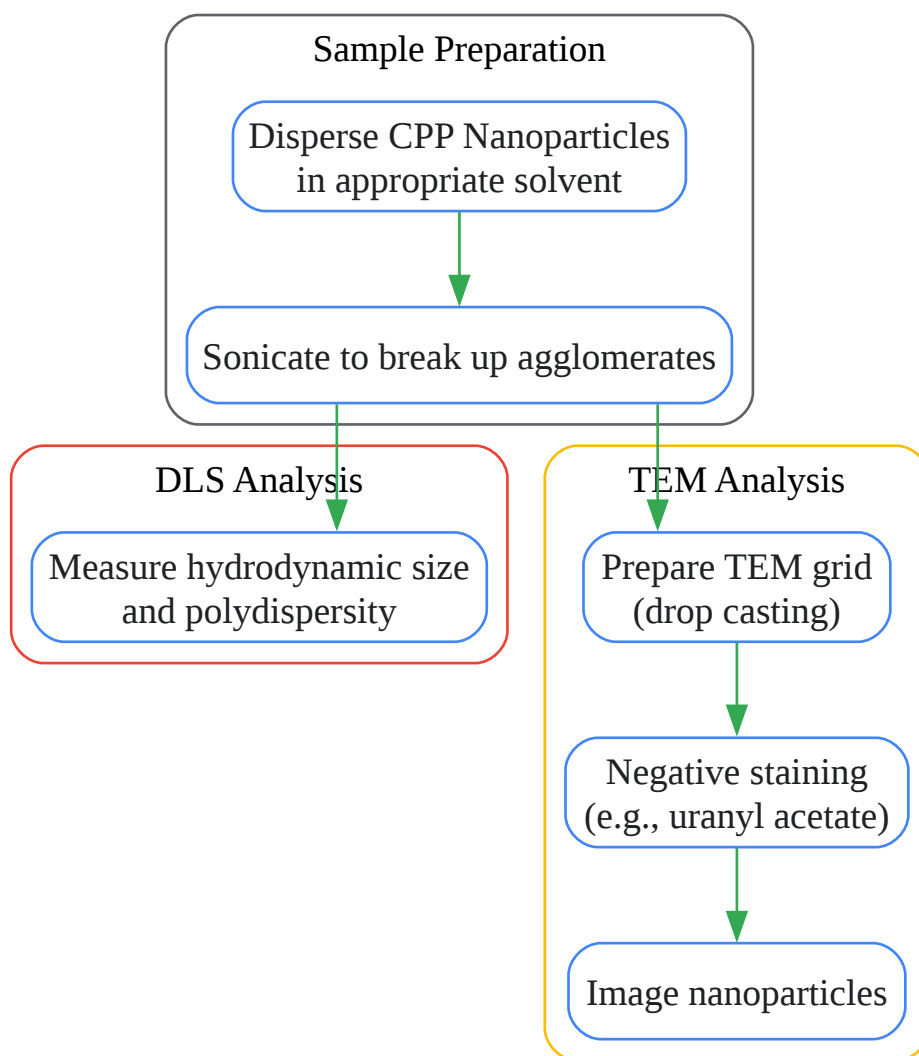 Sample Preparation
Disperse CPP Nanoparticles
in appropriate solvent
Sonicate to break up agglomerates
DLS Analysis
Measure hydrodynamic size
and polydispersity
TEM Analysis
Prepare TEM grid
(drop casting)
Negative staining
(e.g., uranyl acetate)
Image nanoparticles